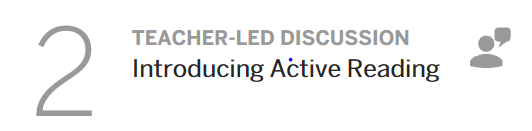 2
TEACHER-LED DISCUSSION
Introducing Active Reading